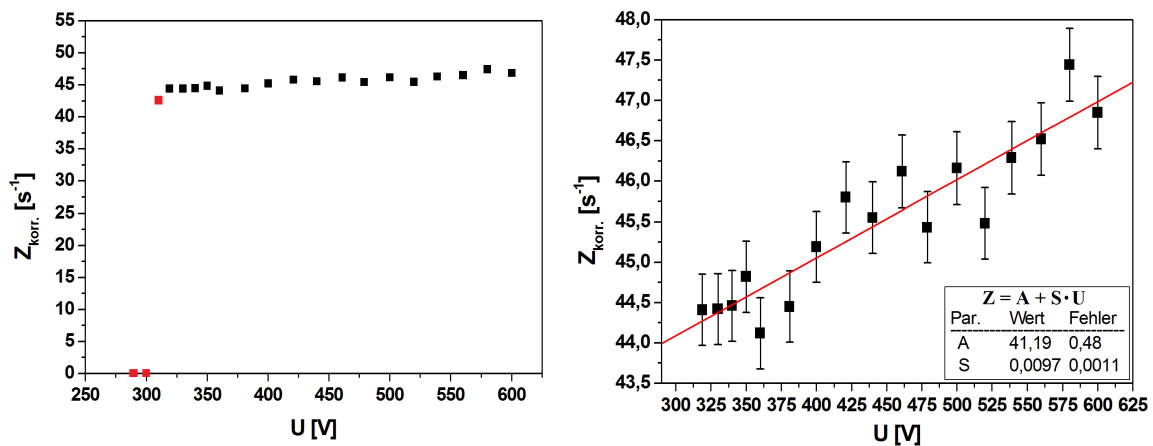 55
50
45
40
35
30
25
20
15
10
5
0
250 300 350 400 450 500 550 600
U [V]
Zkorr. [s-1]
48,0
47,5
47,0
46,5
46,0
45,5
45,0
44,5
44,0
43,5
300 325 350 375 400 425 450 475 500 525 550 575 600 625
U [V]
Zkorr. [s-1]
Z = A + S·U
Par. Wert Fehler
A 41,19 0,48
S 0,0097 0,0011